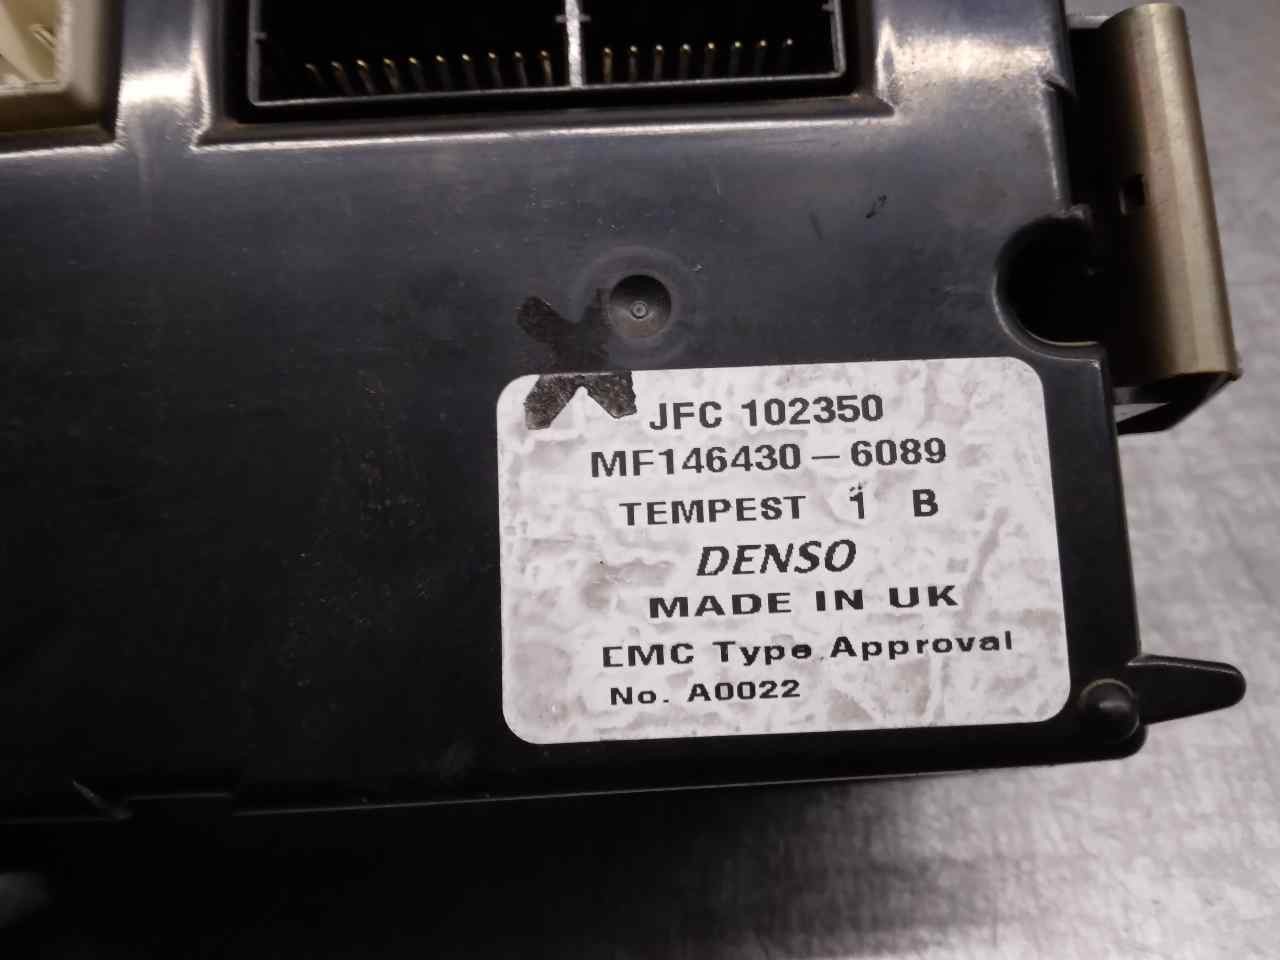 JFC 102350
MF146430-6089
TEMPEST 1 B
DENSO
MADE IN UK
EMC Type Approval
No. A0022